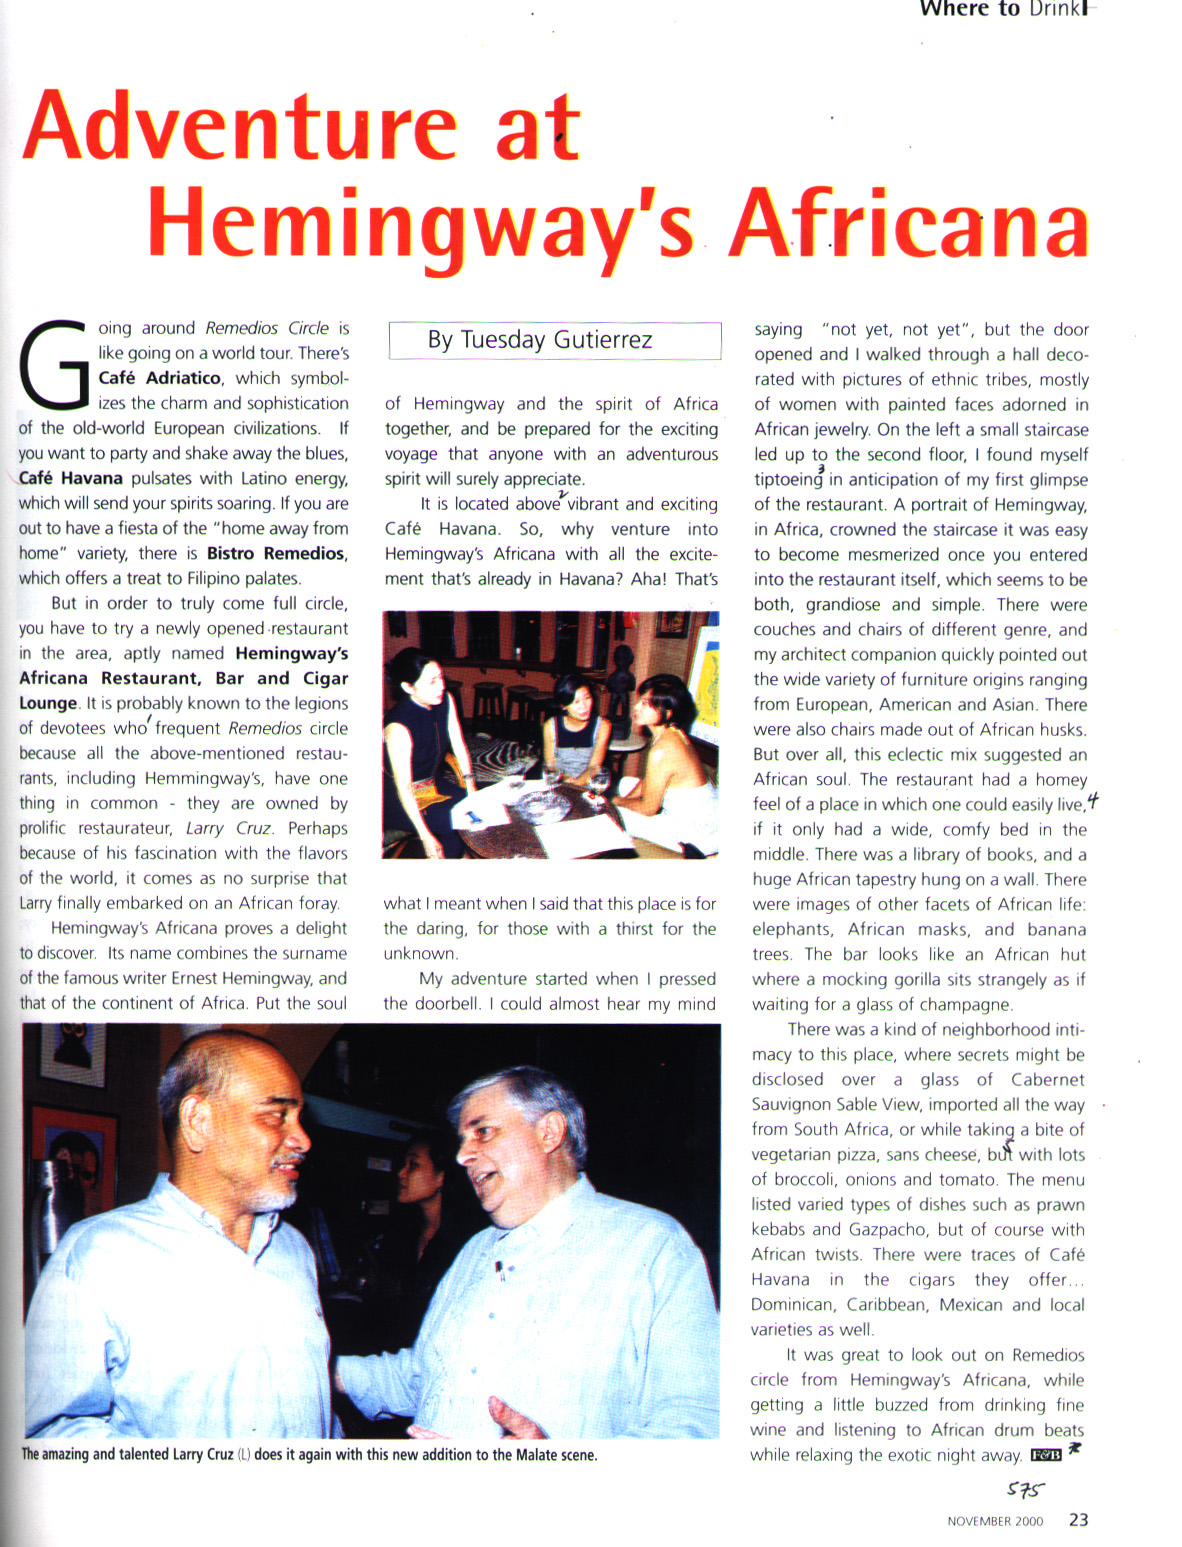 Where to Drink
Adventure at
Hemingway's Africana
Going around Remedios Circle is
like going on a world tour. There's
Café Adriatico, which symbol-
izes the charm and sophistication
of the old-world European civilizations. If
you want to party and shake away the blues,
Café Havana pulsates with Latino energy,
which will send your spirits soaring. If you are
out to have a fiesta of the "home away from
home" variety, there is Bistro Remedios,
which offers a treat to Filipino palates.
But in order to truly come full circle,
you have to try a newly opened restaurant
in the area, aptly named Hemingway's
Africana Restaurant, Bar and Cigar
Lounge. It is probably known to the legions
of devotees who frequent Remedios circle
because all the above-mentioned restau-
rants, including Hemmingway's, have one
thing in common - they are owned by
prolific restaurateur, Larry Cruz. Perhaps
because of his fascination with the flavors
of the world, it comes as no surprise that
Larry finally embarked on an African foray.
Hemingway's Africana proves a delight
to discover. Its name combines the surname
of the famous writer Ernest Hemingway, and
that of the continent of Africa. Put the soul
By Tuesday Gutierrez
of Hemingway and the spirit of Africa
together, and be prepared for the exciting
voyage that anyone with an adventurous
spirit will surely appreciate.
It is located above vibrant and exciting
Café Havana. So, why venture into
Hemingway's Africana with all the excite-
ment that's already in Havana? Aha! That's
what I meant when I said that this place is for
the daring, for those with a thirst for the
unknown.
My adventure started when I pressed
the doorbell. I could almost hear my mind
saying "not yet, not yet", but the door
opened and I walked through a hall deco-
rated with pictures of ethnic tribes, mostly
of women with painted faces adorned in
African jewelry. On the left a small staircase
led up to the second floor, I found myself
tiptoeing in anticipation of my first glimpse
of the restaurant. A portrait of Hemingway,
in Africa, crowned the staircase it was easy
to become mesmerized once you entered
into the restaurant itself, which seems to be
both, grandiose and simple. There were
couches and chairs of different genre, and
my architect companion quickly pointed out
the wide variety of furniture origins ranging
from European, American and Asian. There
were also chairs made out of African husks.
But over all, this eclectic mix suggested an
African soul. The restaurant had a homey
feel of a place in which one could easily live, 4
if it only had a wide, comfy bed in the
middle. There was a library of books, and a
huge African tapestry hung on a wall. There
were images of other facets of African life:
elephants, African masks, and banana
trees. The bar looks like an African hut
where a mocking gorilla sits strangely as if
waiting for a glass of champagne.
There was a kind of neighborhood inti-
macy to this place, where secrets might be
disclosed over a glass of Cabernet
Sauvignon Sable View, imported all the way
from South Africa, or while taking a bite of
vegetarian pizza, sans cheese, but with lots
of broccoli, onions and tomato. The menu
listed varied types of dishes such as prawn
kebabs and Gazpacho, but of course with
African twists. There were traces of Café
Havana in the cigars they offer...
Dominican, Caribbean, Mexican and local
varieties as well.
It was great to look out on Remedios
circle from Hemingway's Africana, while
getting a little buzzed from drinking fine
wine and listening to African drum beats
while relaxing the exotic night away. F&B
The amazing and talented Larry Cruz (L) does it again with this new addition to the Malate scene.
575
NOVEMBER 2000 23